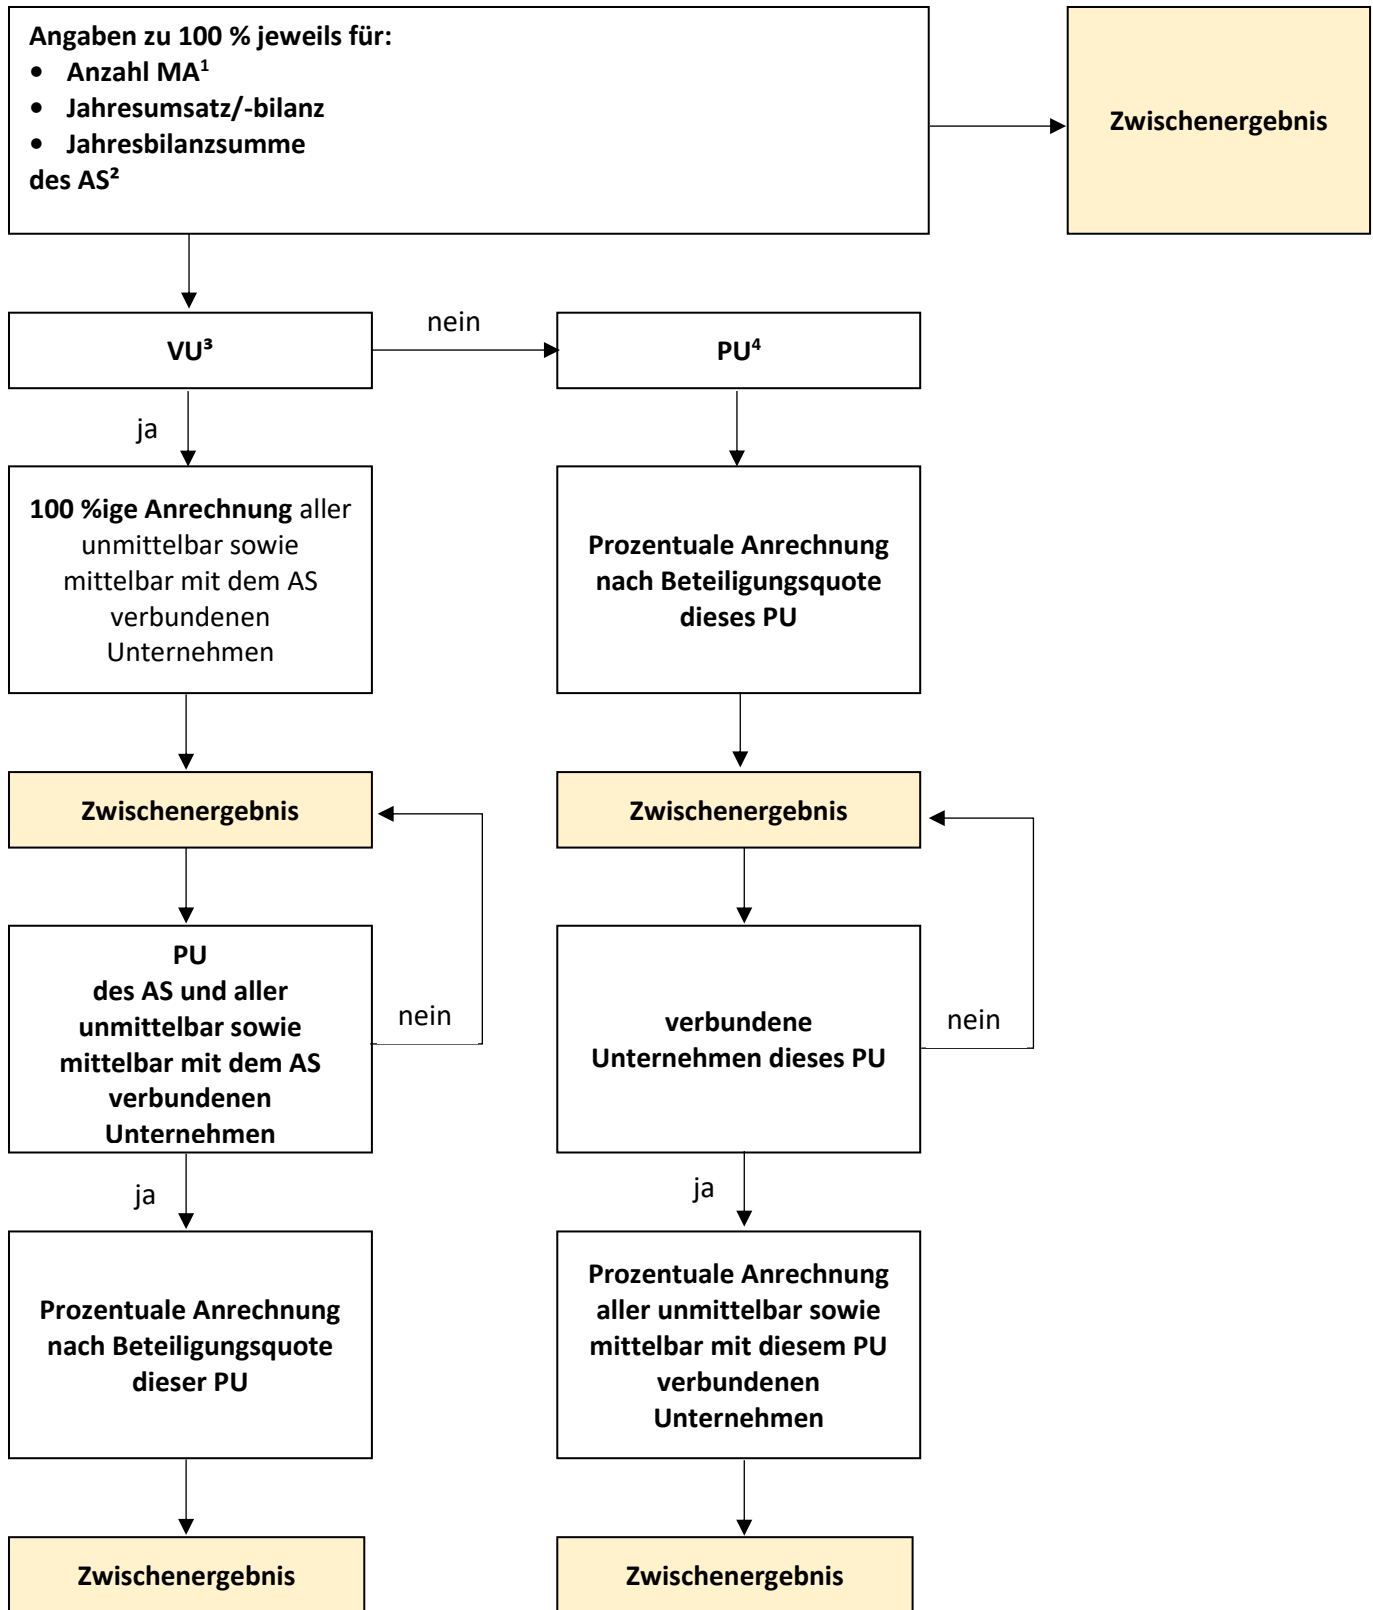 Angaben zu 100 % jeweils für:
• Anzahl MA¹
• Jahresumsatz/-bilanz
• Jahresbilanzsumme
des AS²
Zwischenergebnis
VU³
nein
PU⁴
ja
100 %ige Anrechnung aller
unmittelbar sowie
mittelbar mit dem AS
verbundenen
Unternehmen
Prozentuale Anrechnung
nach Beteiligungsquote
dieses PU
Zwischenergebnis
Zwischenergebnis
PU
des AS und aller
unmittelbar sowie
mittelbar mit dem AS
verbundenen
Unternehmen
nein
verbundene
Unternehmen dieses PU
nein
ja
ja
Prozentuale Anrechnung
nach Beteiligungsquote
dieser PU
Prozentuale Anrechnung
aller unmittelbar sowie
mittelbar mit diesem PU
verbundenen
Unternehmen
Zwischenergebnis
Zwischenergebnis